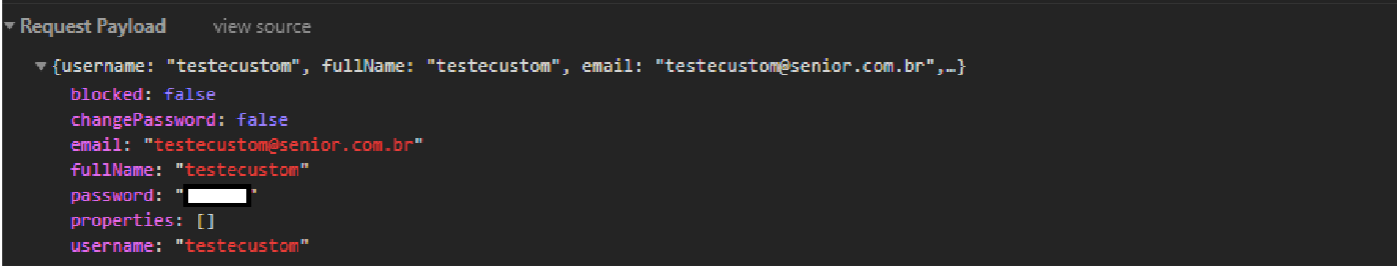 Request Payload view source
{username: "testecustom", fullName: "testecustom", email: "testecustom@senior.com.br",…}
blocked: false
changePassword: false
email: "testecustom@senior.com.br"
fullName: "testecustom"
password: " "
properties: []
username: "testecustom"